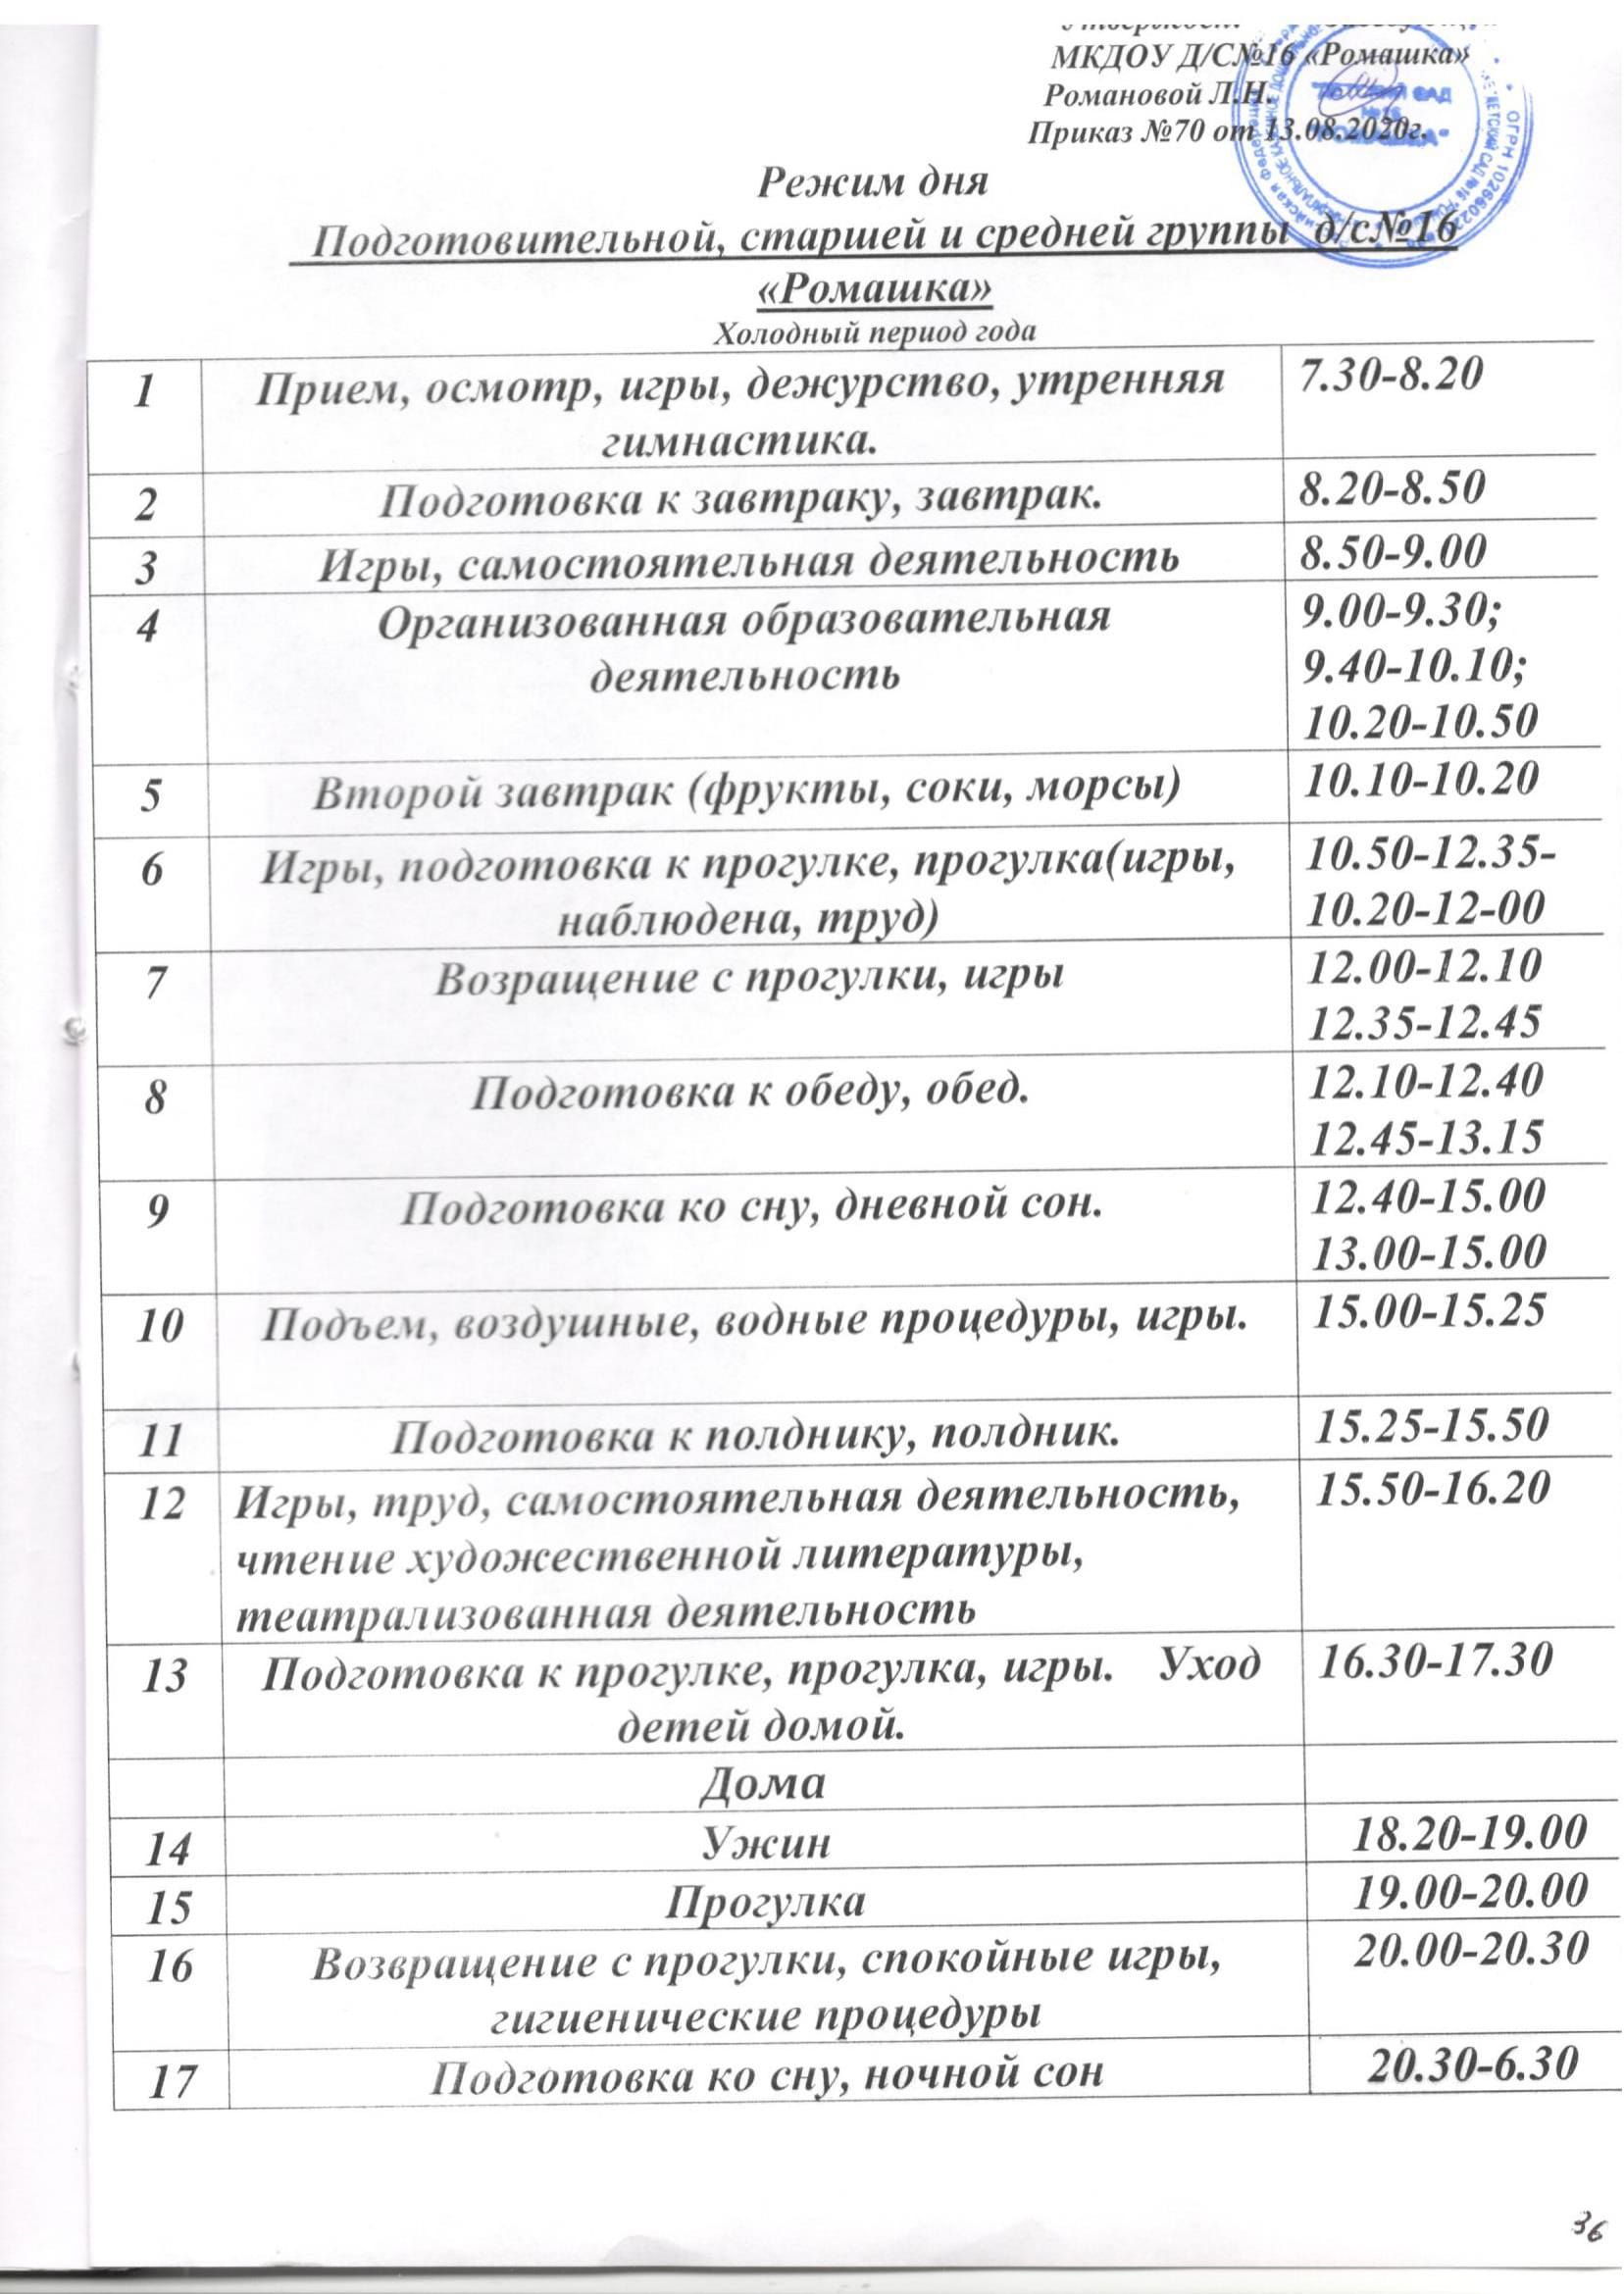 МКДОУ Д/С№16 «Ромашка»
Романовой Л.Н.
Приказ №70 от 13.08.2020г.
Режим дня
Подготовительной, старшей и средней группы д/с№16
«Ромашка»
Холодный период года
1 Прием, осмотр, игры, дежурство, утренняя 7.30-8.20
гимнастика.
2 Подготовка к завтраку, завтрак. 8.20-8.50
3 Игры, самостоятельная деятельность 8.50-9.00
4 Организованная образовательная 9.00-9.30;
деятельность 9.40-10.10;
10.20-10.50
5 Второй завтрак (фрукты, соки, морсы) 10.10-10.20
6 Игры, подготовка к прогулке, прогулка(игры, 10.50-12.35-
наблюдена, труд) 10.20-12-00
7 Возращение с прогулки, игры 12.00-12.10
12.35-12.45
8 Подготовка к обеду, обед. 12.10-12.40
12.45-13.15
9 Подготовка ко сну, дневной сон. 12.40-15.00
13.00-15.00
10 Подъем, воздушные, водные процедуры, игры. 15.00-15.25
11 Подготовка к полднику, полдник. 15.25-15.50
12 Игры, труд, самостоятельная деятельность, 15.50-16.20
чтение художественной литературы,
театрализованная деятельность
13 Подготовка к прогулке, прогулка, игры. Уход 16.30-17.30
детей домой.
Дома
14 Ужин 18.20-19.00
15 Прогулка 19.00-20.00
16 Возвращение с прогулки, спокойные игры, 20.00-20.30
гигиенические процедуры
17 Подготовка ко сну, ночной сон 20.30-6.30
36